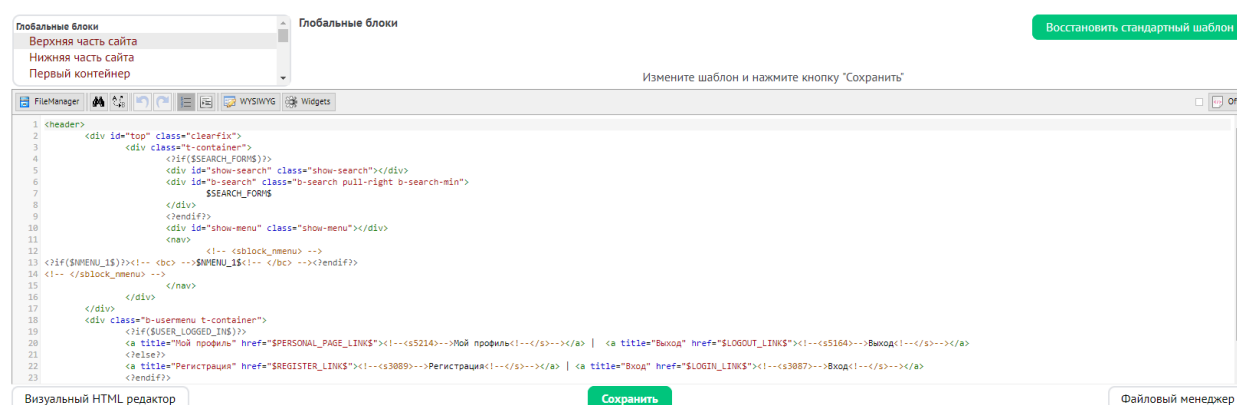 Глобальные блоки
Глобальные блоки
Восстановить стандартный шаблон
Верхняя часть сайта
Нижняя часть сайта
Первый контейнер
Измените шаблон и нажмите кнопку "Сохранить"
FileManager WYSIWYG Widgets
1 <header>
2 <div id="top" class="clearfix">
3 <div class="t-container">
4 <?if($SEARCH_FORM$)?>
5 <div id="show-search" class="show-search"></div>
6 <div id="b-search" class="b-search pull-right b-search-min">
7 $SEARCH_FORM$
8 </div>
9 <?endif?>
10 <div id="show-menu" class="show-menu"></div>
11 <nav>
12 <!-- <sblock_nmenu> -->
13 <?if($NMENU_1$)?><!-- <bc> -->$NMENU_1$<!-- </bc> --><?endif?>
14 <!-- </sblock_nmenu> -->
15 </nav>
16 </div>
17 </div>
18 <div class="b-usermenu t-container">
19 <?if($USER_LOGGED_IN$)?>
20 <a title="Мой профиль" href="$PERSONAL_PAGE_LINK$"><!--<s5214>-->Мой профиль<!--</s>--></a> | <a title="Выход" href="$LOGOUT_LINK$"><!--<s5164>-->Выход<!--</s>--></a>
21 <?else?>
22 <a title="Регистрация" href="$REGISTER_LINK$"><!--<s3089>-->Регистрация<!--</s>--></a> | <a title="Вход" href="$LOGIN_LINK$"><!--<s3087>-->Вход<!--</s>--></a>
23 <?endif?>
Визуальный HTML редактор
Сохранить
Файловый менеджер